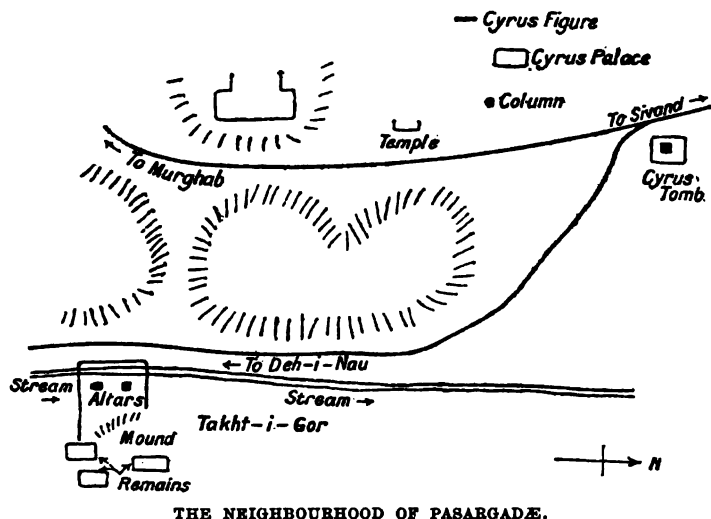 Cyrus Figure
Cyrus Palace
Column
To Sivand →
Temple
← To Murghab
Cyrus-
Tomb.
← To Deh-i-Nau
Stream
→
Altars
Stream →
Takht-i-Gor
Mound
Remains
N
THE NEIGHBOURHOOD OF PASARGADÆ.